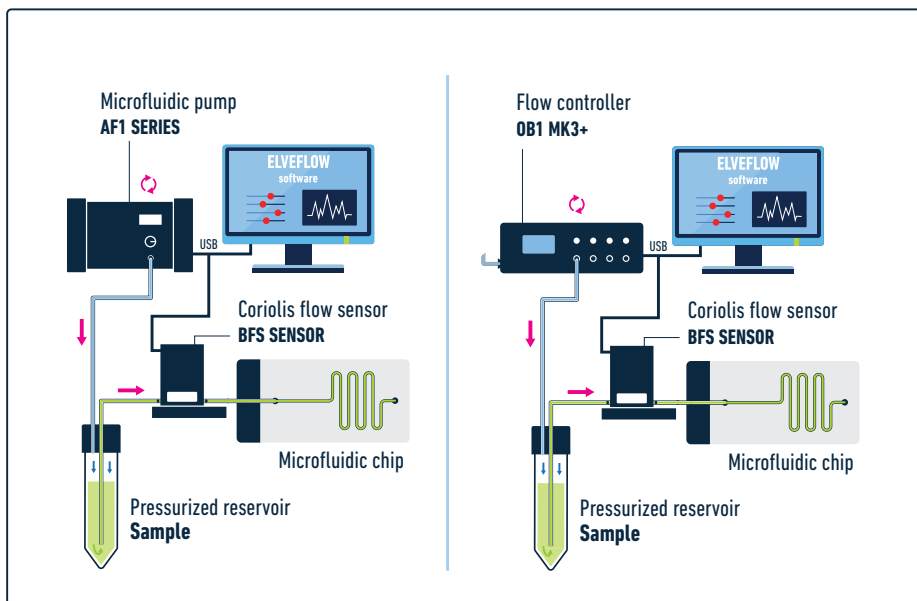 Microfluidic pump
AF1 SERIES
ELVEFLOW
software
USB
Coriolis flow sensor
BFS SENSOR
Microfluidic chip
Pressurized reservoir
Sample
Flow controller
OB1 MK3+
ELVEFLOW
software
USB
Coriolis flow sensor
BFS SENSOR
Microfluidic chip
Pressurized reservoir
Sample